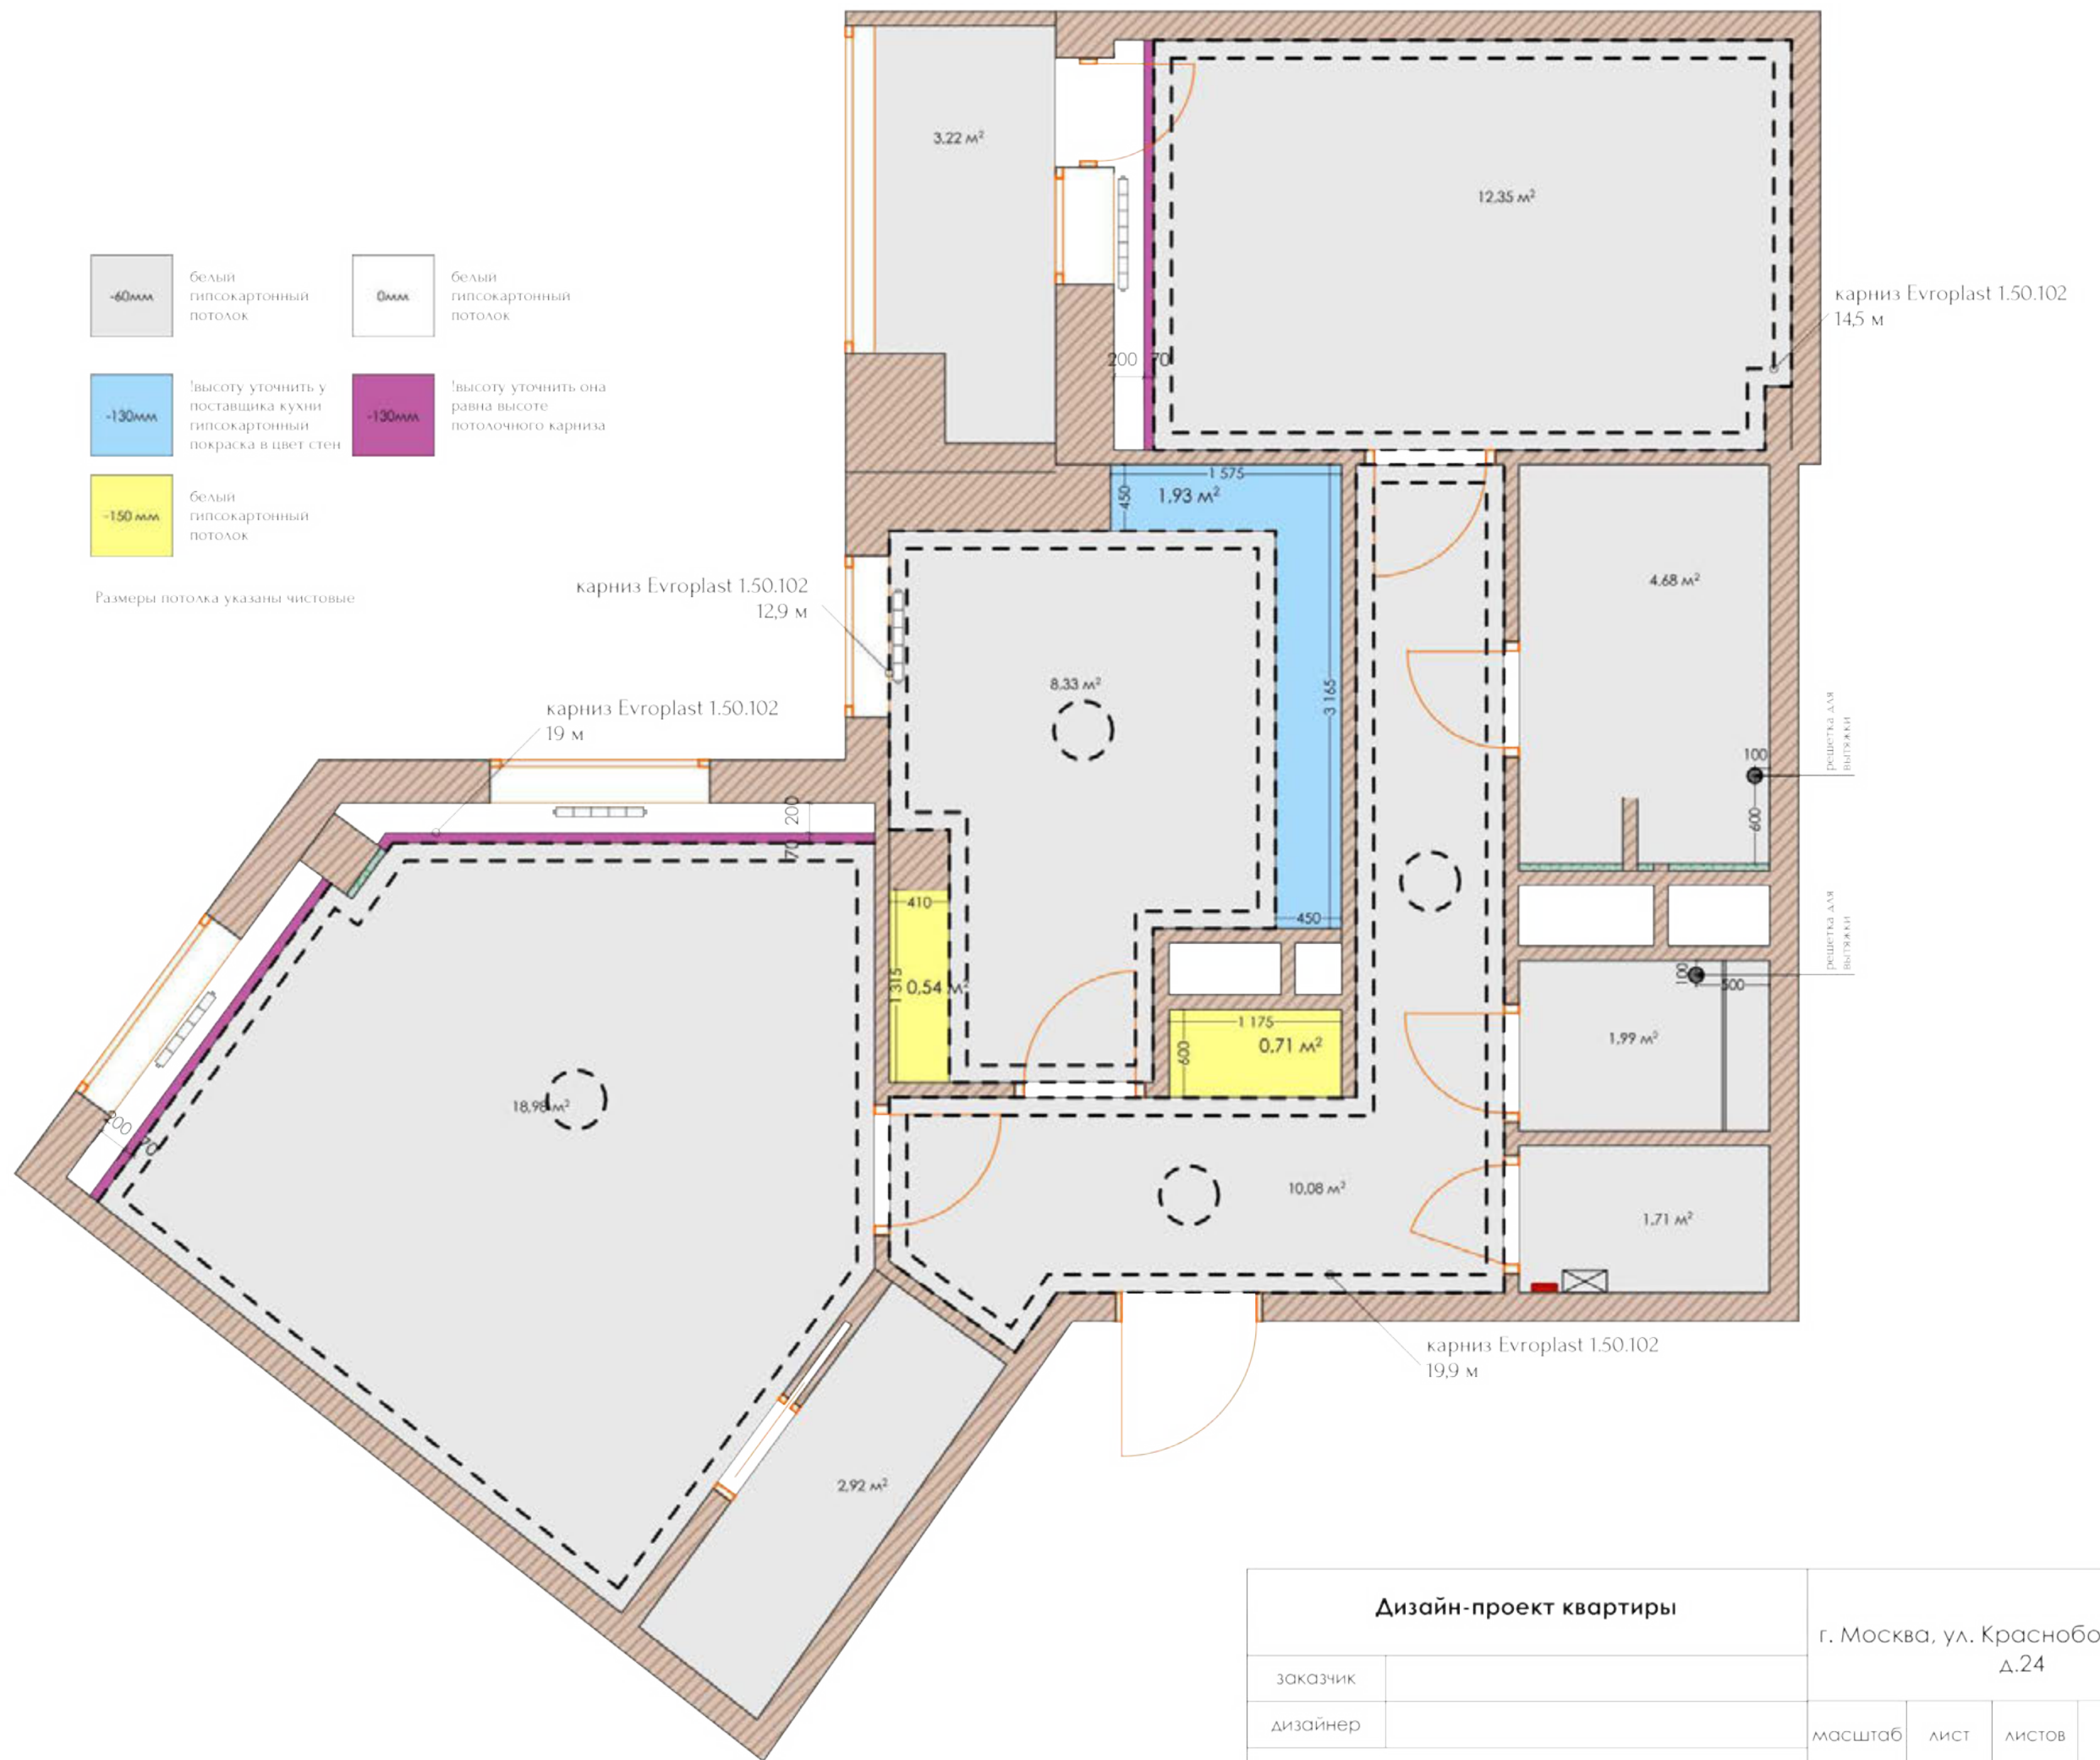 3.22 м²
12.35 м²
-60мм
белый
гипсокартонный
потолок
0мм
белый
гипсокартонный
потолок
карниз Evroplast 1.50.102
14,5 м
-130мм
!высоту уточнить у
поставщика кухни
гипсокартонный
покраска в цвет стен
-130мм
!высоту уточнить она
равна высоте
потолочного карниза
200 70
-150 мм
белый
гипсокартонный
потолок
1 575
450
1.93 м²
Размеры потолка указаны чистовые
карниз Evroplast 1.50.102
12,9 м
4.68 м²
8.33 м²
3 165
карниз Evroplast 1.50.102
19 м
решетка для
вытяжки
100
600
200
70
410
450
1 315
0,54 м²
решетка для
вытяжки
100
500
1 175
600
0.71 м²
1.99 м²
18,98 м²
200
70
10.08 м²
1.71 м²
карниз Evroplast 1.50.102
19,9 м
2.92 м²
Дизайн-проект квартиры
г. Москва, ул. Краснобо
д.24
заказчик
дизайнер
масштаб
лист
листов